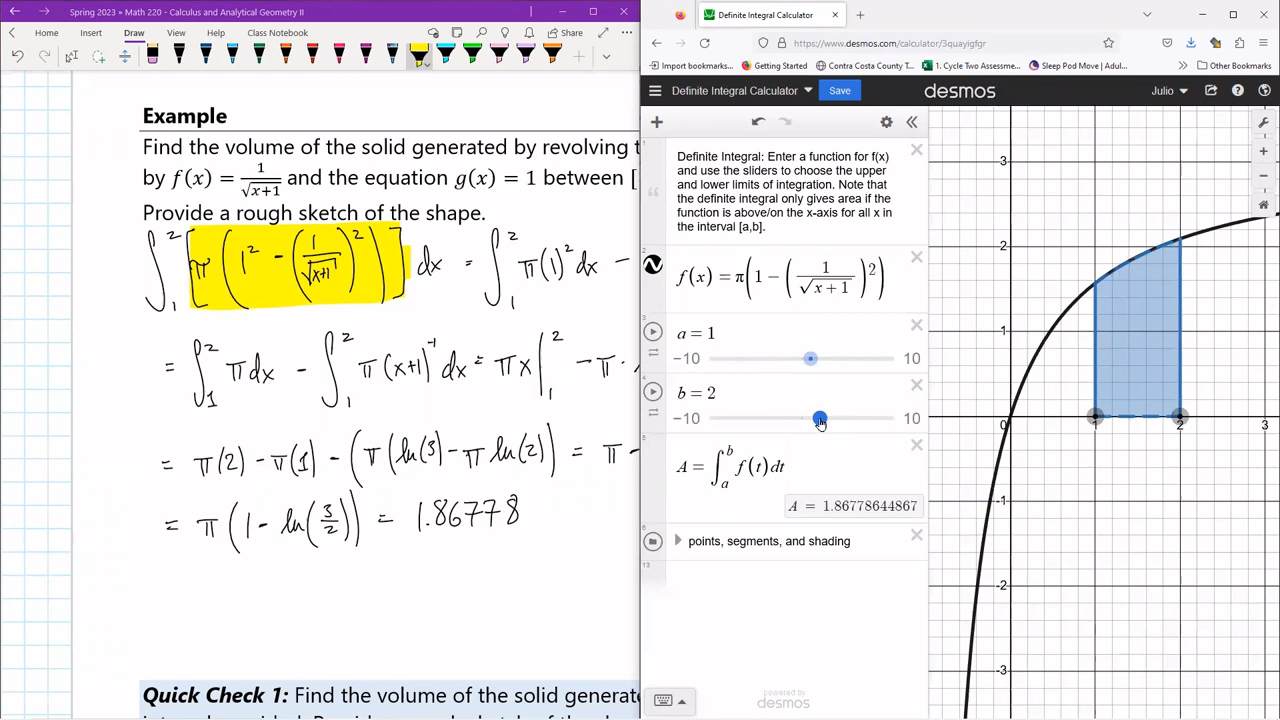 Spring 2023 » Math 220 - Calculus and Analytical Geometry II
Home Insert Draw View Help Class Notebook Share
Example
Find the volume of the solid generated by revolving t
by f(x) = 1/√(x+1) and the equation g(x) = 1 between [
Provide a rough sketch of the shape.
∫₁² [π(1² − (1/√(x+1))²)] dx = ∫₁² π(1)² dx −
= ∫₁² π dx − ∫₁² π(x+1)⁻¹ dx = πx |₁² − π ·
= π(2) − π(1) − (π(ln(3) − π ln(2)) = π −
= π(1 − ln(3/2)) = 1.86778
Quick Check 1: Find the volume of the solid generate
Definite Integral Calculator
https://www.desmos.com/calculator/3quayigfgr
Import bookmarks... Getting Started Contra Costa County T... 1. Cycle Two Assessme... Sleep Pod Move | Adul... Other Bookmarks
Definite Integral Calculator Save desmos Julio
1
Definite Integral: Enter a function for f(x)
and use the sliders to choose the upper
and lower limits of integration. Note that
the definite integral only gives area if the
function is above/on the x-axis for all x in
the interval [a,b].
2
f(x) = π(1 − (1/√(x+1))²)
3
a = 1
−10 10
4
b = 2
−10 10
5
A = ∫ₐᵇ f(t)dt
A = 1.86778644867
6
points, segments, and shading
13
powered by
desmos
3
2
1
0 1 2 3
-1
-2
-3